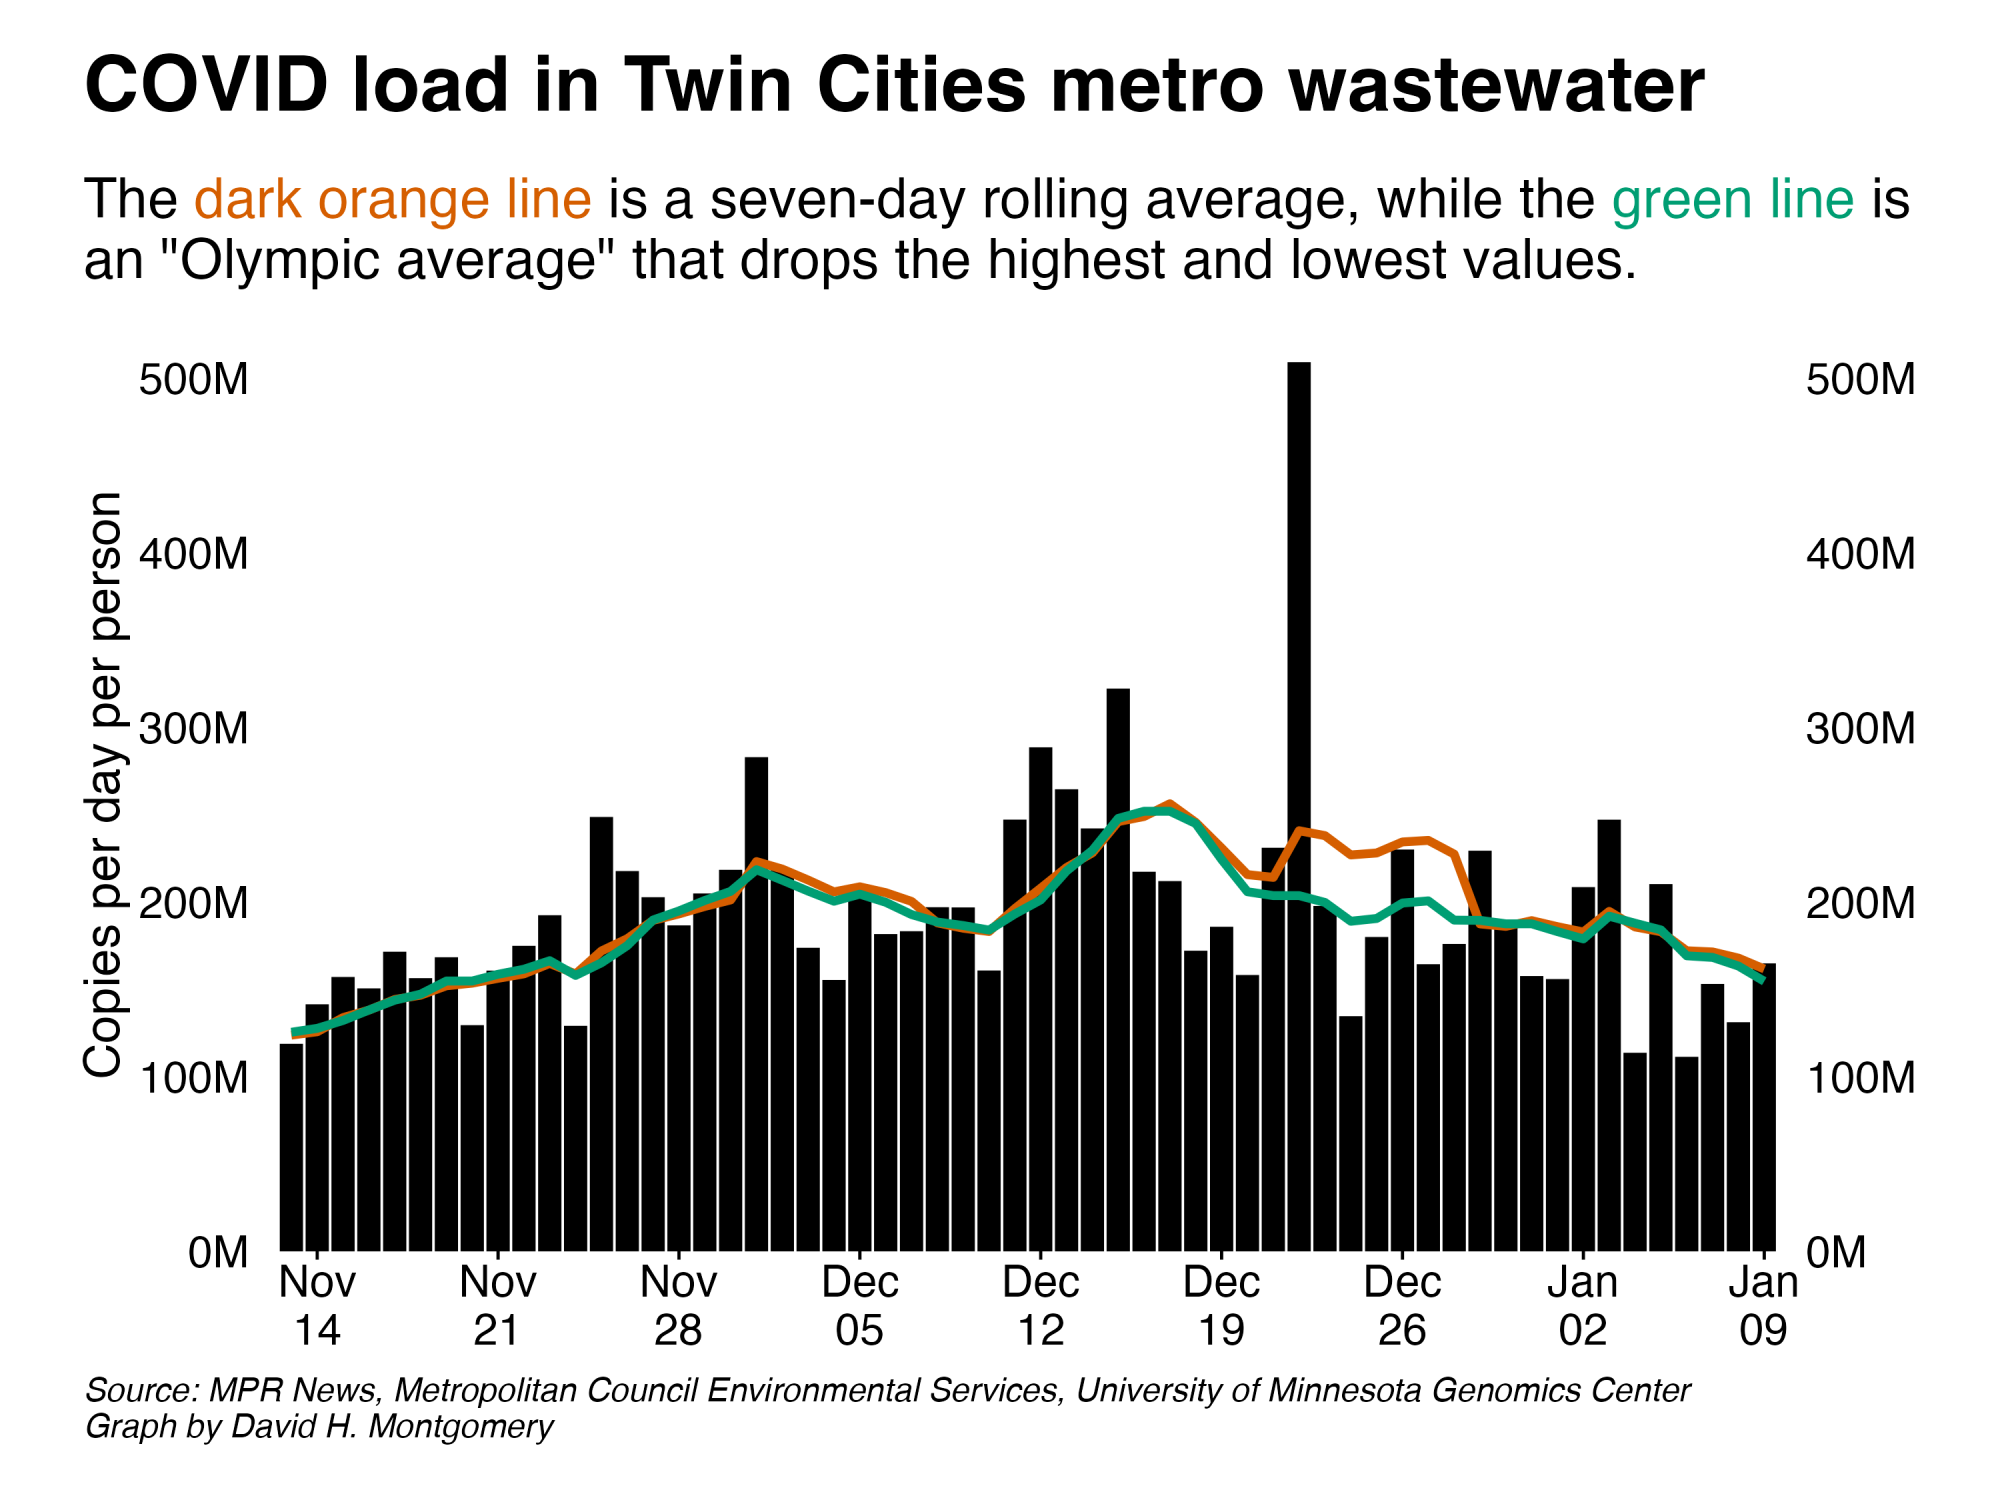 COVID load in Twin Cities metro wastewater
The dark orange line is a seven-day rolling average, while the green line is
an "Olympic average" that drops the highest and lowest values.
500M 500M
400M 400M
300M 300M
200M 200M
100M 100M
0M 0M
Copies per day per person
Nov Nov Nov Dec Dec Dec Dec Jan Jan
14 21 28 05 12 19 26 02 09
Source: MPR News, Metropolitan Council Environmental Services, University of Minnesota Genomics Center
Graph by David H. Montgomery